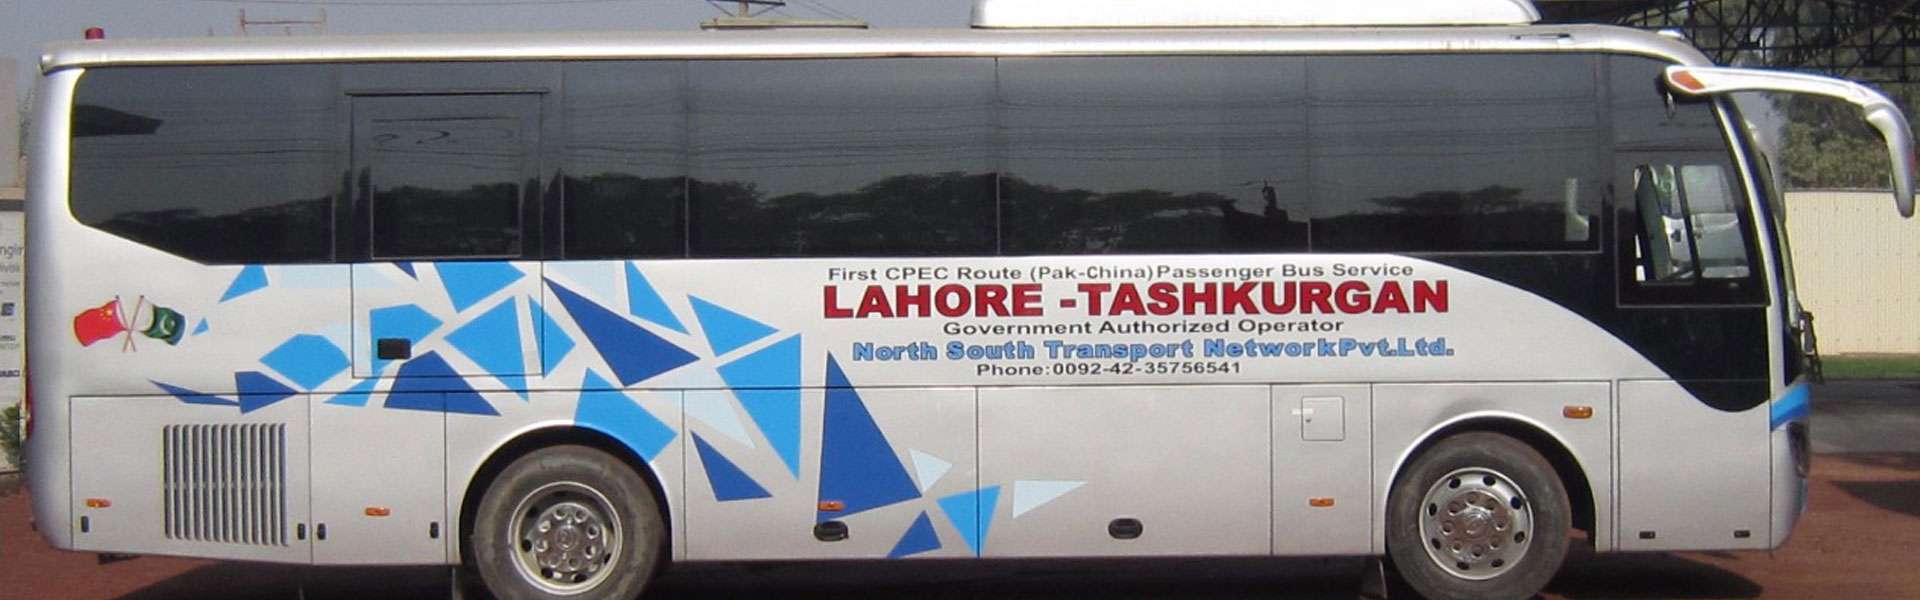 First CPEC Route (Pak-China)Passenger Bus Service
LAHORE -TASHKURGAN
Government Authorized Operator
North South Transport NetworkPvt.Ltd.
Phone:0092-42-35756541